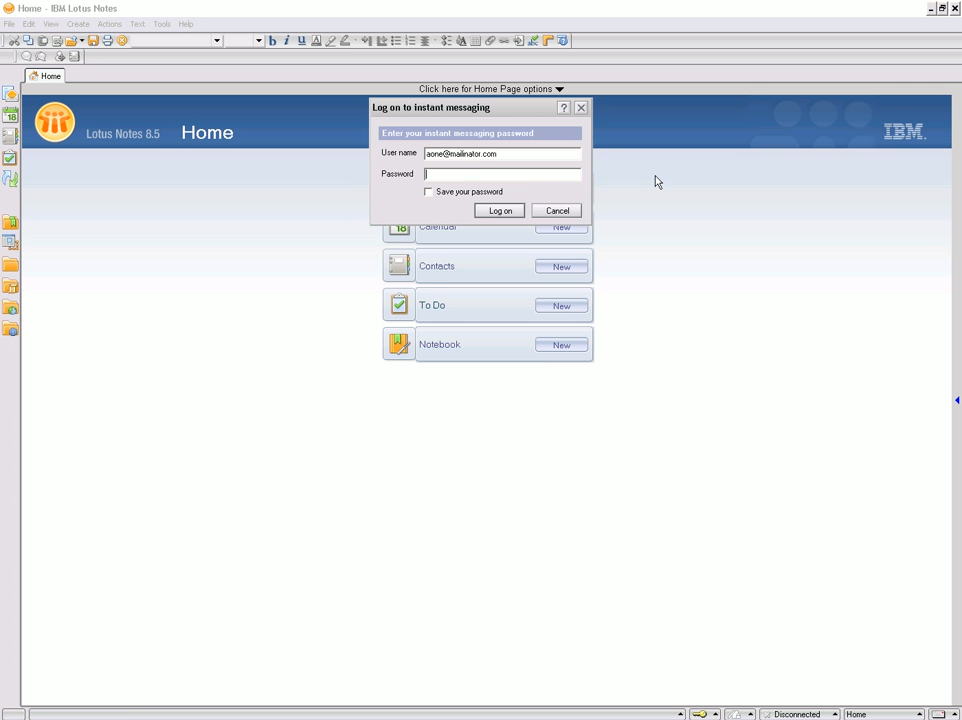 Home - IBM Lotus Notes
File Edit View Create Actions Text Tools Help
Home
Click here for Home Page options
Lotus Notes 8.5 Home
IBM.
Log on to instant messaging
Enter your instant messaging password
User name aone@mailinator.com
Password
Save your password
Log on Cancel
18
18 Calendar New
Contacts New
To Do New
Notebook New
Disconnected Home